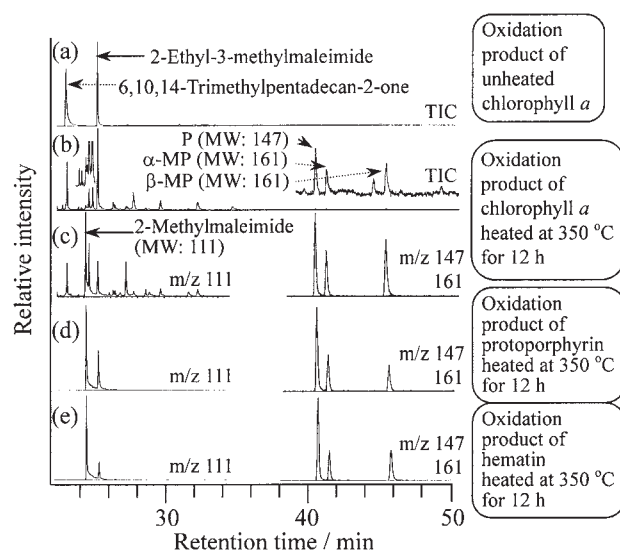 (a)
2-Ethyl-3-methylmaleimide
6,10,14-Trimethylpentadecan-2-one
TIC
Oxidation
product of
unheated
chlorophyll a
(b)
P (MW: 147)
α-MP (MW: 161)
β-MP (MW: 161)
TIC
Oxidation
product of
chlorophyll a
heated at 350 °C
for 12 h
(c)
2-Methylmaleimide
(MW: 111)
m/z 111
m/z 147
161
(d)
m/z 111
m/z 147
161
Oxidation
product of
protoporphyrin
heated at 350 °C
for 12 h
(e)
m/z 111
m/z 147
161
Oxidation
product of
hematin
heated at 350 °C
for 12 h
Relative intensity
30 40 50
Retention time / min